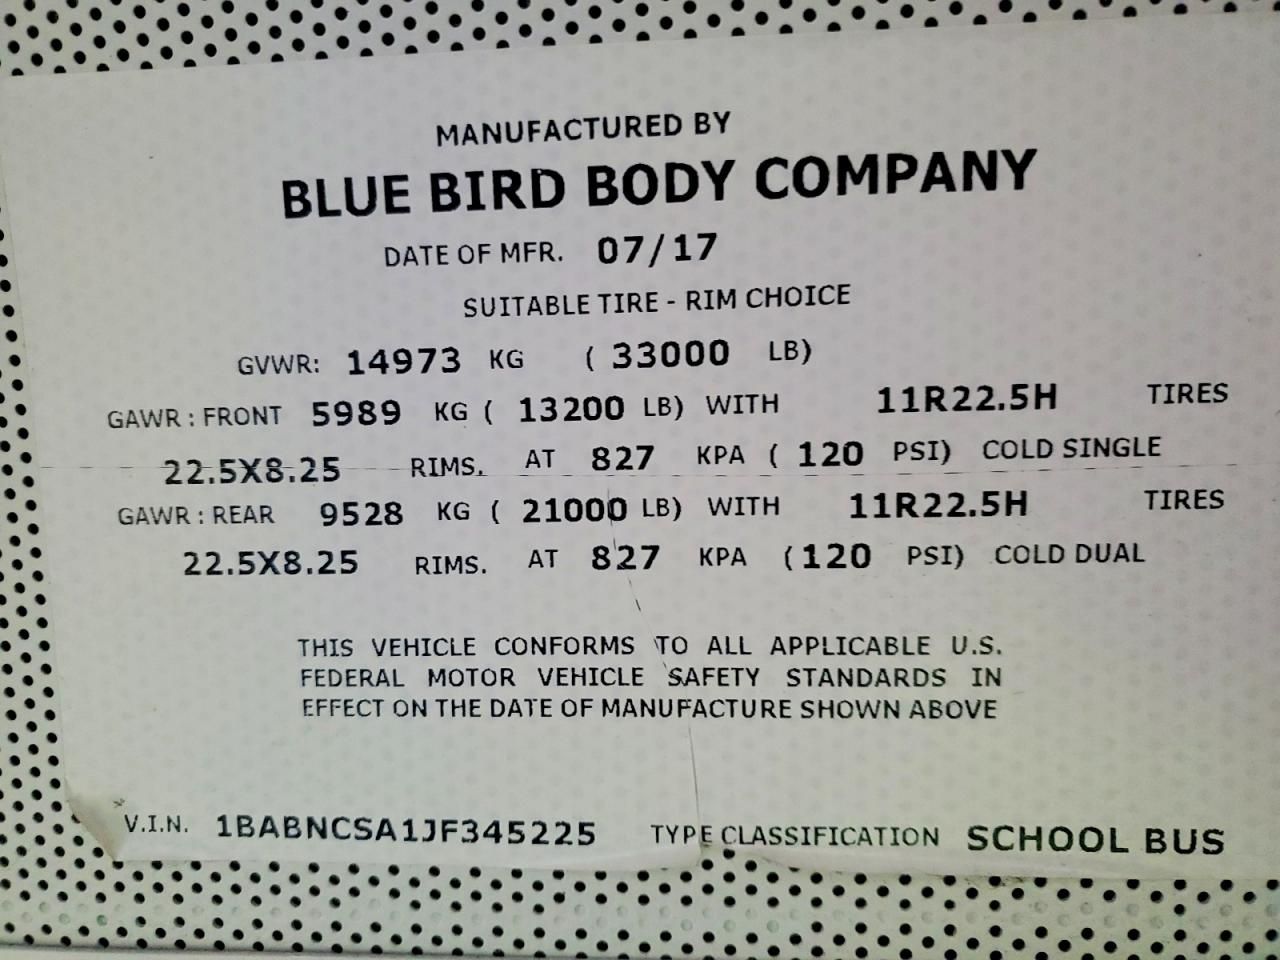 MANUFACTURED BY
BLUE BIRD BODY COMPANY
DATE OF MFR. 07/17
SUITABLE TIRE - RIM CHOICE
GVWR: 14973 KG ( 33000 LB)
GAWR : FRONT 5989 KG ( 13200 LB) WITH 11R22.5H TIRES
22.5X8.25 RIMS. AT 827 KPA ( 120 PSI) COLD SINGLE
GAWR : REAR 9528 KG ( 21000 LB) WITH 11R22.5H TIRES
22.5X8.25 RIMS. AT 827 KPA (120 PSI) COLD DUAL
THIS VEHICLE CONFORMS TO ALL APPLICABLE U.S.
FEDERAL MOTOR VEHICLE SAFETY STANDARDS IN
EFFECT ON THE DATE OF MANUFACTURE SHOWN ABOVE
V.I.N. 1BABNCSA1JF345225 TYPE CLASSIFICATION SCHOOL BUS